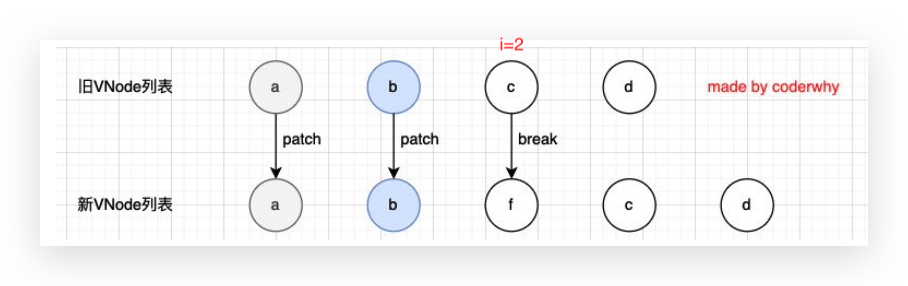 i=2
旧VNode列表
a
b
c
d
made by coderwhy
patch
patch
break
新VNode列表
a
b
f
c
d